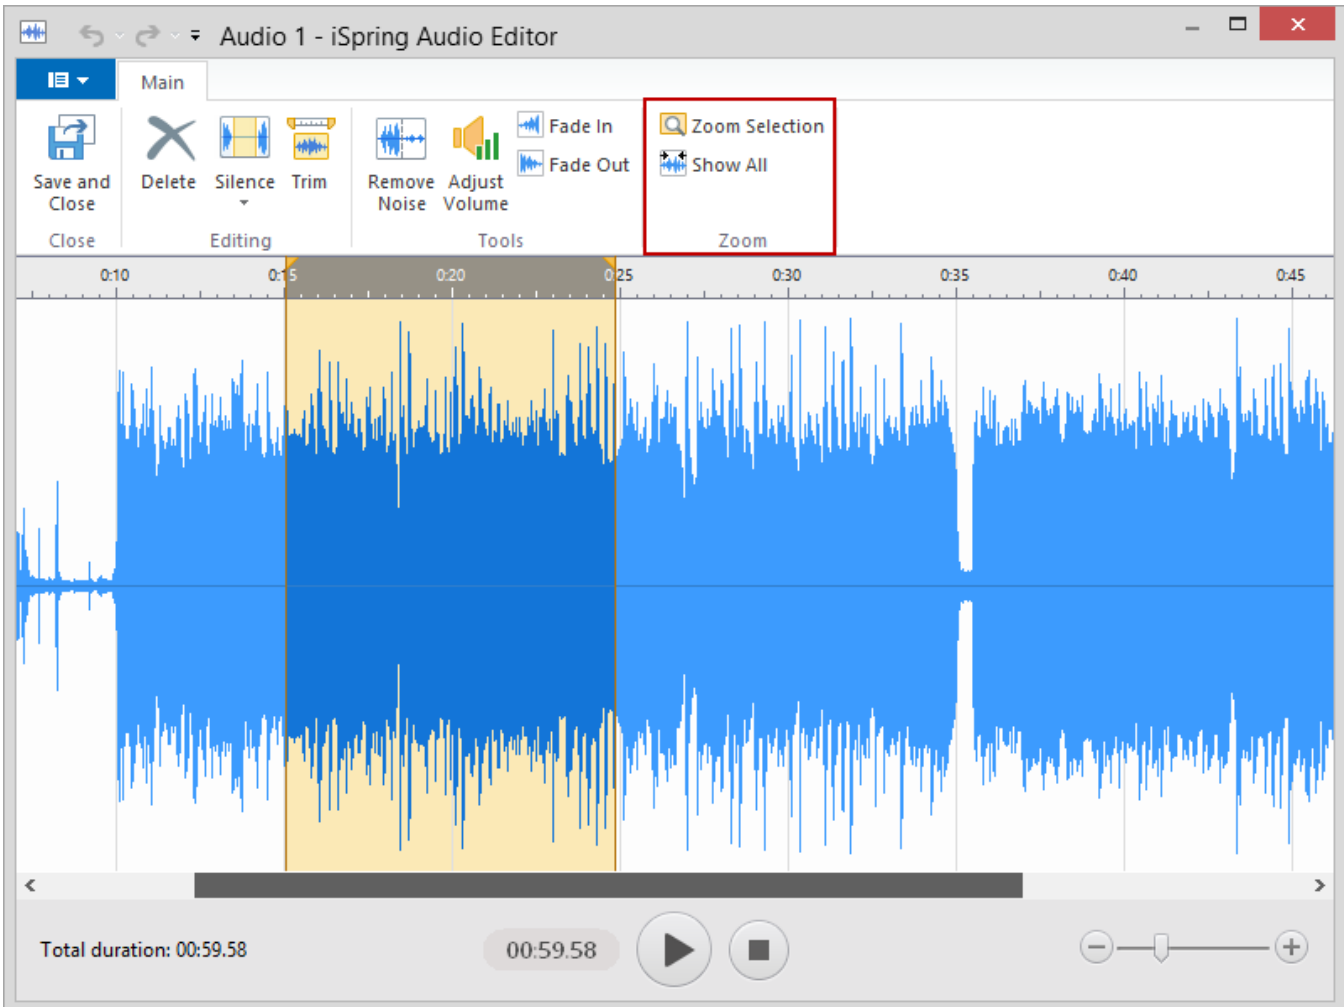 Audio 1 - iSpring Audio Editor
Main
Save and
Close
Delete
Silence
Trim
Remove
Noise
Adjust
Volume
Fade In
Fade Out
Zoom Selection
Show All
Close
Editing
Tools
Zoom
0:10 0:15 0:20 0:25 0:30 0:35 0:40 0:45
Total duration: 00:59.58
00:59.58